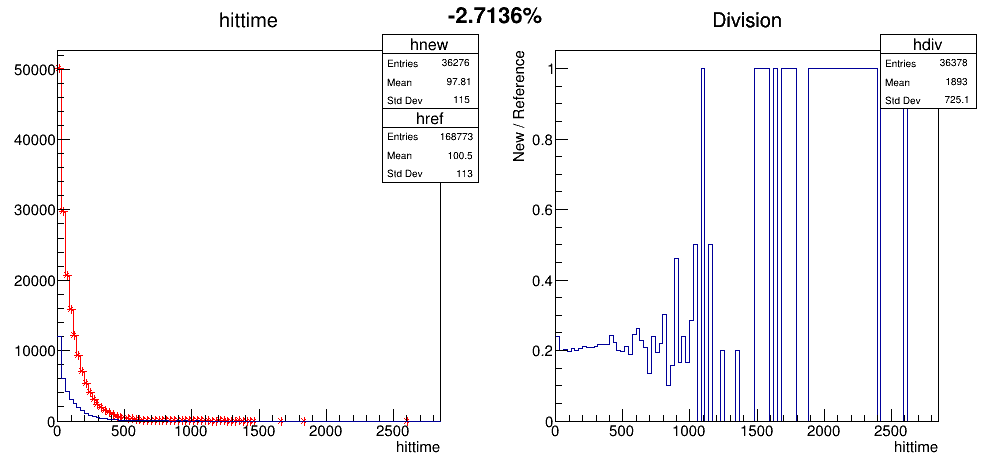 -2.7136%
hittime
hnew
Entries 36276
Mean 97.81
Std Dev 115
href
Entries 168773
Mean 100.5
Std Dev 113
50000
40000
30000
20000
10000
0
0 500 1000 1500 2000 2500
hittime
Division
hdiv
Entries 36378
Mean 1893
Std Dev 725.1
New / Reference
1
0.8
0.6
0.4
0.2
0
0 500 1000 1500 2000 2500
hittime